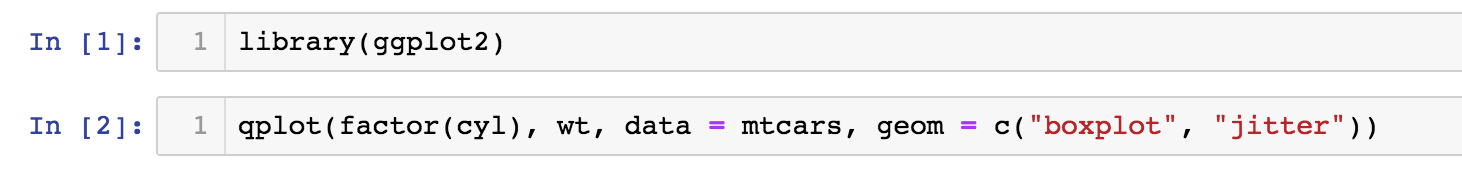 In [1]: 1 library(ggplot2)
In [2]: 1 qplot(factor(cyl), wt, data = mtcars, geom = c("boxplot", "jitter"))